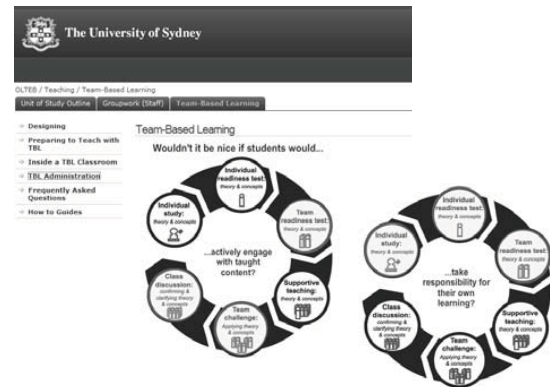 The University of Sydney
OLTEB / Teaching / Team-Based Learning
Unit of Study Outline
Groupwork (Staff)
Team-Based Learning
Designing
Preparing to Teach with
TBL
Inside a TBL Classroom
TBL Administration
Frequently Asked
Questions
How to Guides
Team-Based Learning
Wouldn't it be nice if students would...
Individual
readiness test:
theory & concepts
Team
readiness test:
theory & concepts
Supportive
teaching:
theory & concepts
Team
challenge:
Applying theory
& concepts
Class
discussion:
confirming &
clarifying theory
& concepts
Individual
study:
theory & concepts
...actively engage
with taught
content?
Individual
readiness test:
theory & concepts
Team
readiness test:
theory & concepts
Supportive
teaching:
theory & concepts
Team
challenge:
Applying theory
& concepts
Class
discussion:
confirming &
clarifying theory
& concepts
Individual
study:
theory & concepts
...take
responsibility for
their own
learning?